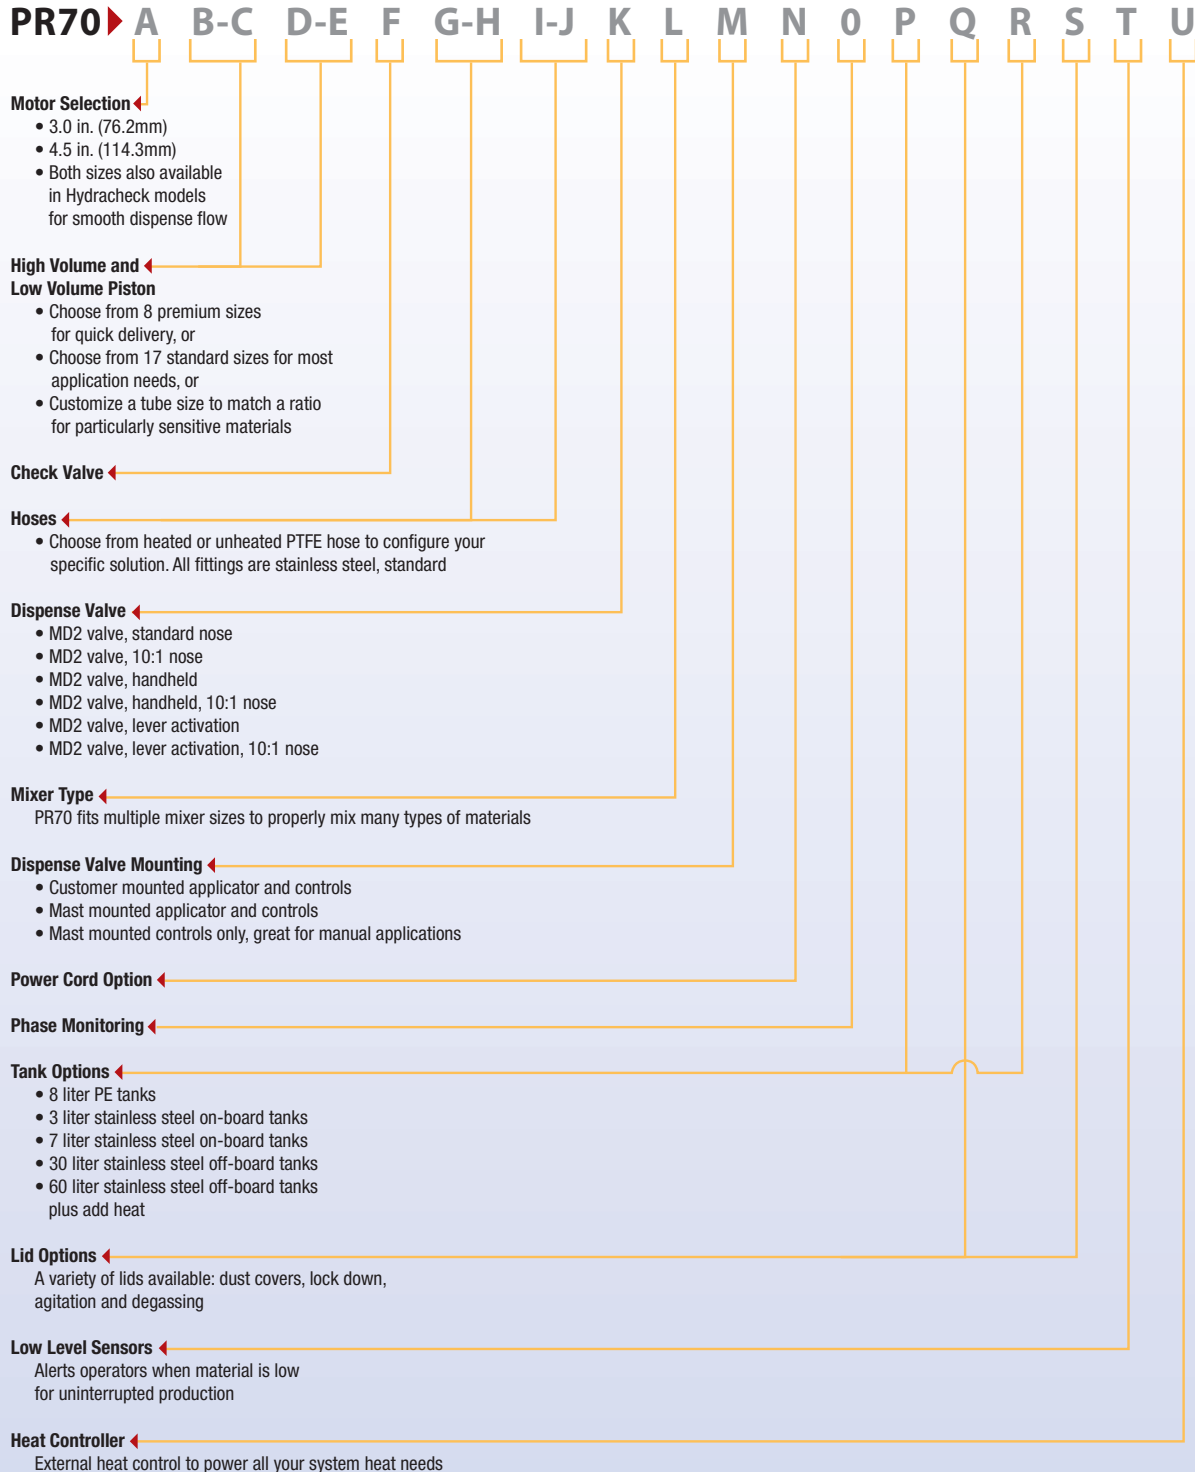 PR70 A B-C D-E F G-H I-J K L M N 0 P Q R S T U
Motor Selection
• 3.0 in. (76.2mm)
• 4.5 in. (114.3mm)
• Both sizes also available
in Hydracheck models
for smooth dispense flow
High Volume and
Low Volume Piston
• Choose from 8 premium sizes
for quick delivery, or
• Choose from 17 standard sizes for most
application needs, or
• Customize a tube size to match a ratio
for particularly sensitive materials
Check Valve
Hoses
• Choose from heated or unheated PTFE hose to configure your
specific solution. All fittings are stainless steel, standard
Dispense Valve
• MD2 valve, standard nose
• MD2 valve, 10:1 nose
• MD2 valve, handheld
• MD2 valve, handheld, 10:1 nose
• MD2 valve, lever activation
• MD2 valve, lever activation, 10:1 nose
Mixer Type
PR70 fits multiple mixer sizes to properly mix many types of materials
Dispense Valve Mounting
• Customer mounted applicator and controls
• Mast mounted applicator and controls
• Mast mounted controls only, great for manual applications
Power Cord Option
Phase Monitoring
Tank Options
• 8 liter PE tanks
• 3 liter stainless steel on-board tanks
• 7 liter stainless steel on-board tanks
• 30 liter stainless steel off-board tanks
• 60 liter stainless steel off-board tanks
plus add heat
Lid Options
A variety of lids available: dust covers, lock down,
agitation and degassing
Low Level Sensors
Alerts operators when material is low
for uninterrupted production
Heat Controller
External heat control to power all your system heat needs